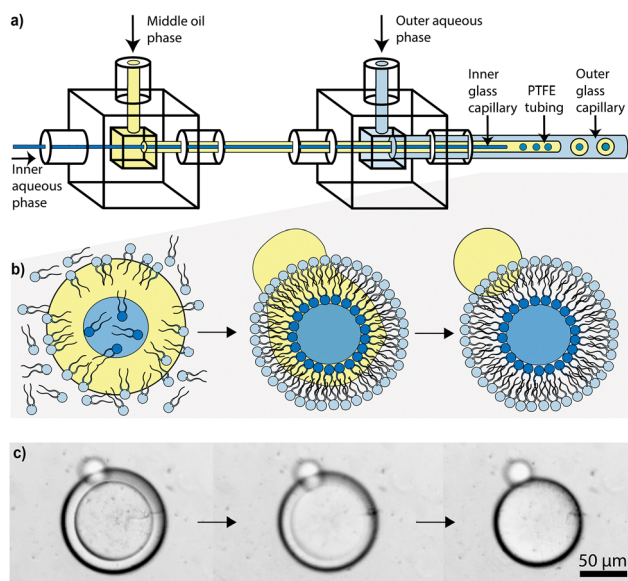 a)
Middle oil
phase
Outer aqueous
phase
Inner
glass
capillary
PTFE
tubing
Outer
glass
capillary
Inner
aqueous
phase
b)
c)
50 µm